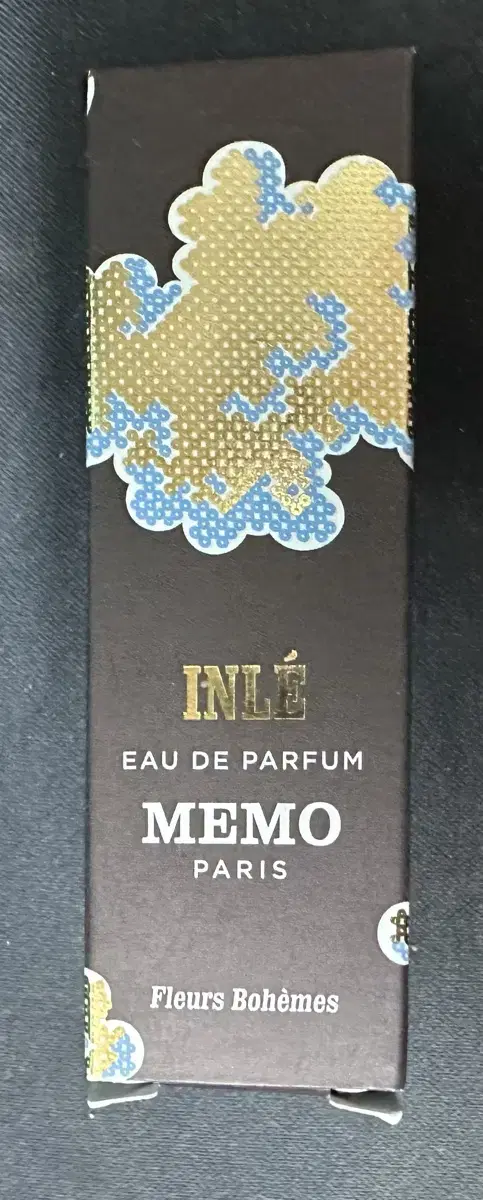 INLÉ
EAU DE PARFUM
MEMO
PARIS
Fleurs Bohèmes